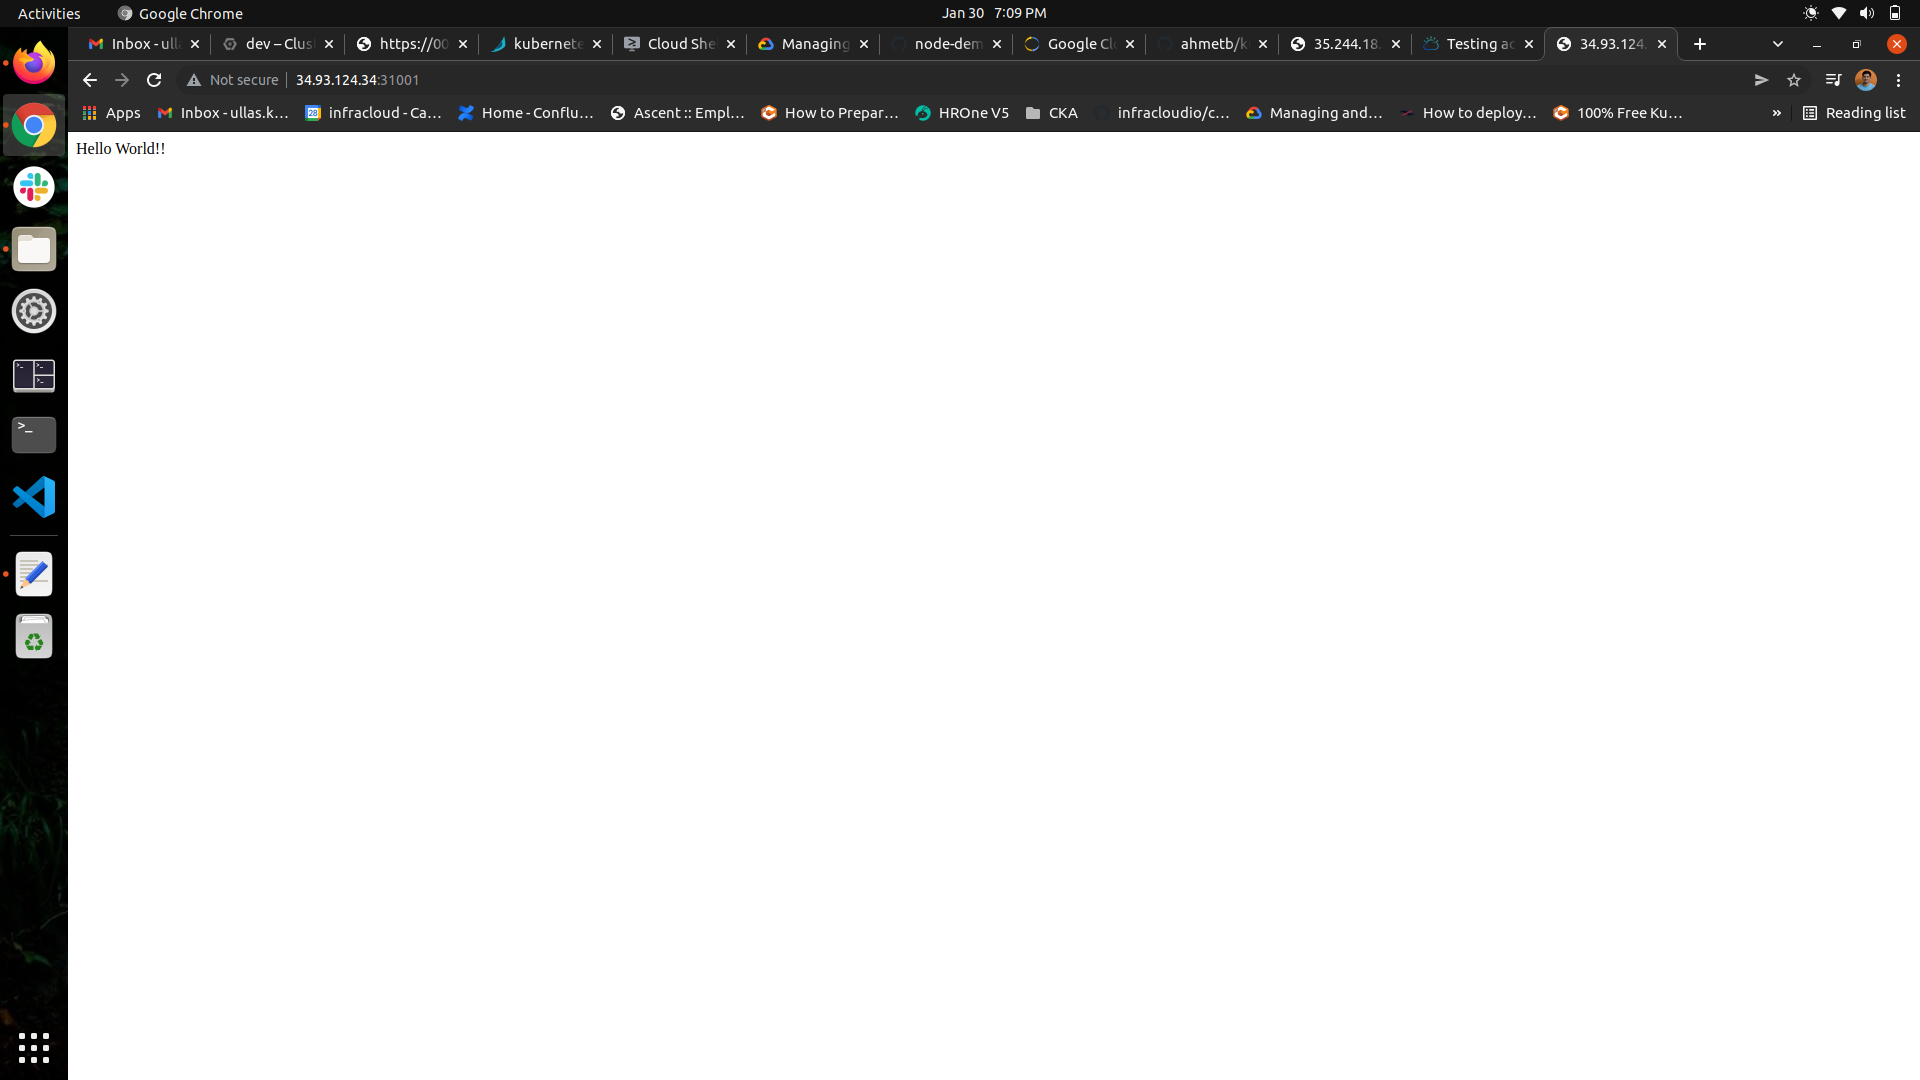 Activities Google Chrome Jan 30 7:09 PM
Inbox - ull dev – Clus https://00 kubernete Cloud She Managing node-dem Google Clo ahmetb/k 35.244.18. Testing ac 34.93.124.
Not secure 34.93.124.34:31001
Apps Inbox - ullas.k… infracloud - Ca… Home - Conflu… Ascent :: Empl… How to Prepar… HROne V5 CKA infracloudio/c… Managing and… How to deploy… 100% Free Ku… » Reading list
Hello World!!